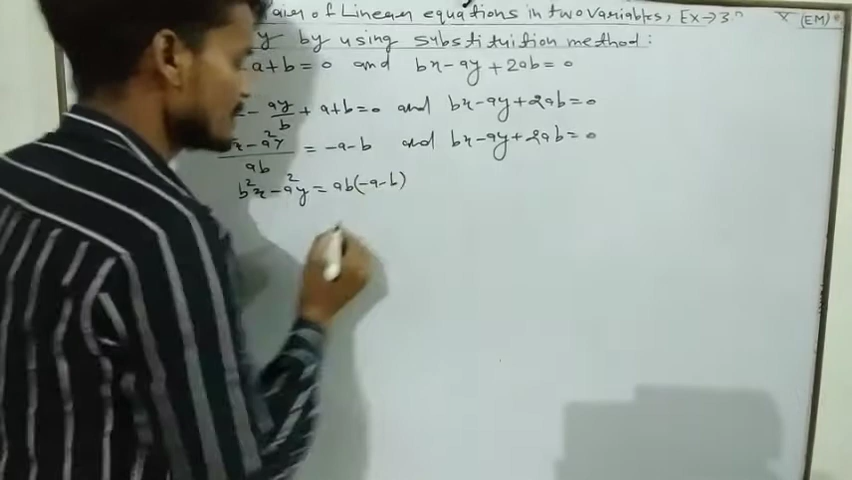 of Linear equations in two variables, Ex→3. X (EM)
y by using substituition method:
- a+b=0 and bx-ay+2ab=0
- ay/b + a+b=0 and bx-ay+2ab=0
x-a²y/ab = -a-b and bx-ay+2ab=0
b²x-a²y = ab(-a-b)